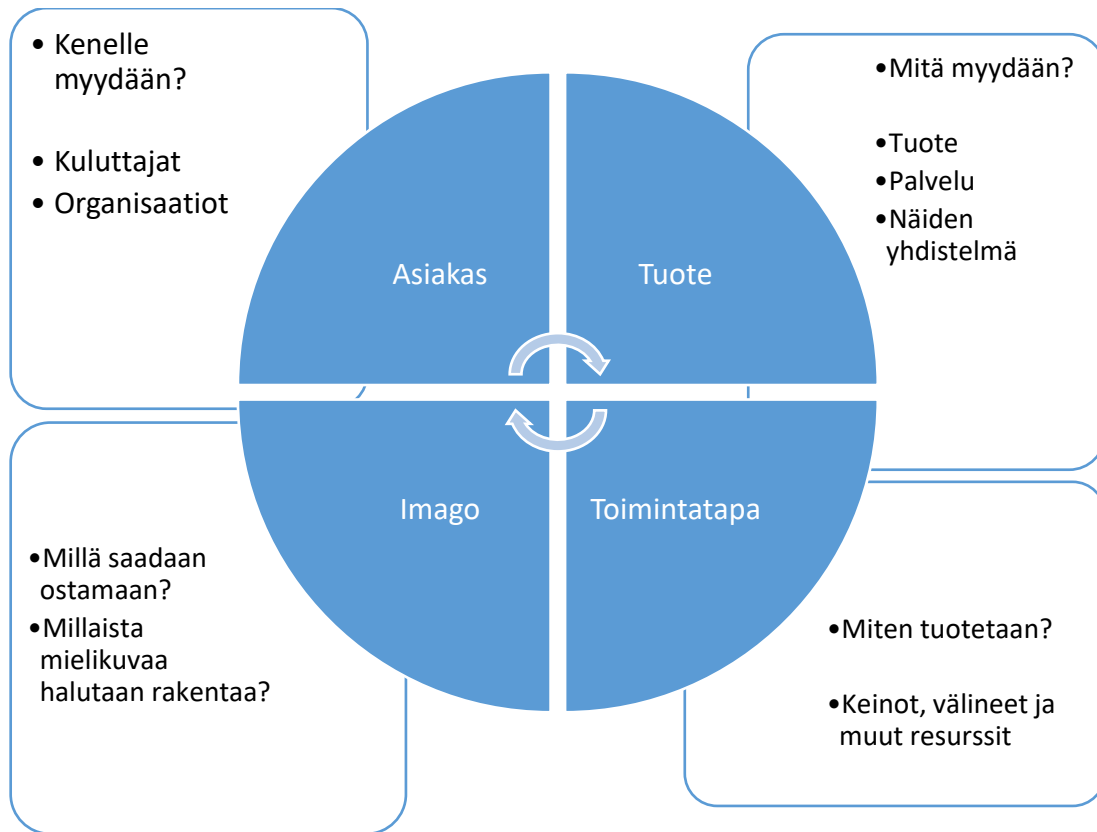 • Kenelle
myydään?
• Kuluttajat
• Organisaatiot
•Mitä myydään?
•Tuote
•Palvelu
•Näiden
yhdistelmä
Asiakas
Tuote
Imago
Toimintatapa
•Millä saadaan
ostamaan?
•Millaista
mielikuvaa
halutaan rakentaa?
•Miten tuotetaan?
•Keinot, välineet ja
muut resurssit